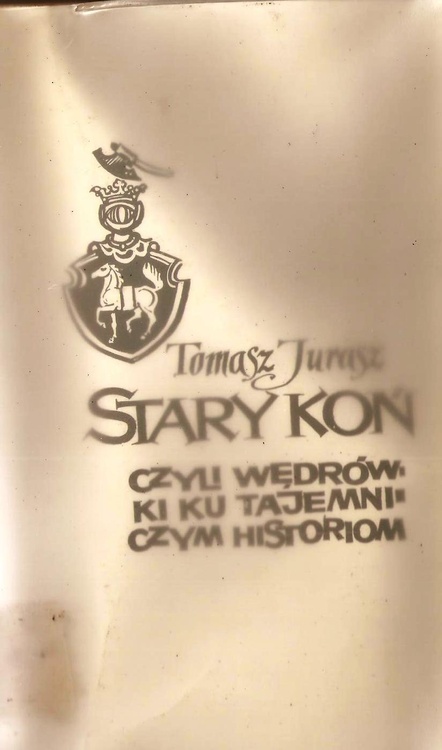 Tomasz Jurasz
STARY KOŃ
CZYLI WĘDRÓW-
KI KU TAJEMNI-
CZYM HISTORIOM